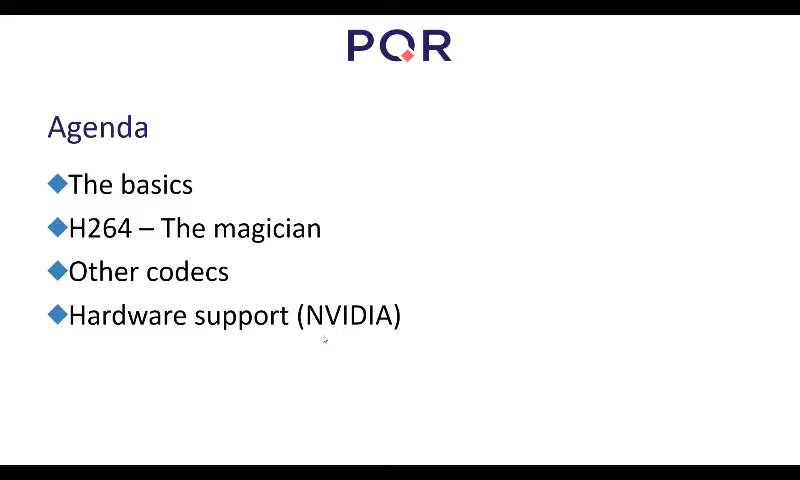 PQR
Agenda
The basics
H264 – The magician
Other codecs
Hardware support (NVIDIA)